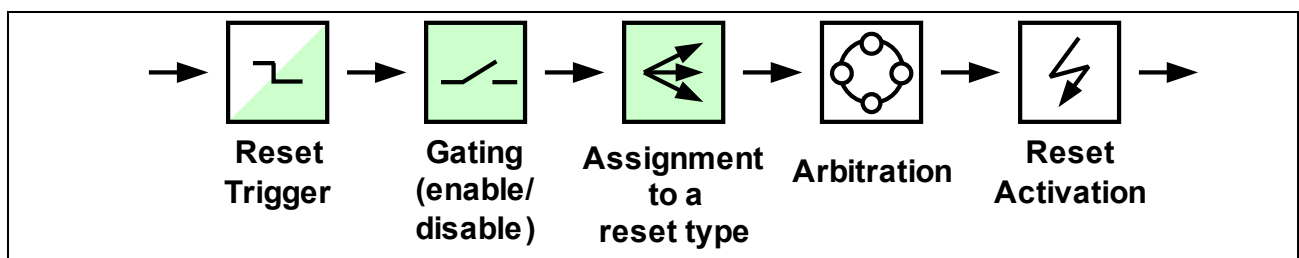 Reset
Trigger
Gating
(enable/
disable)
Assignment
to a
reset type
Arbitration
Reset
Activation